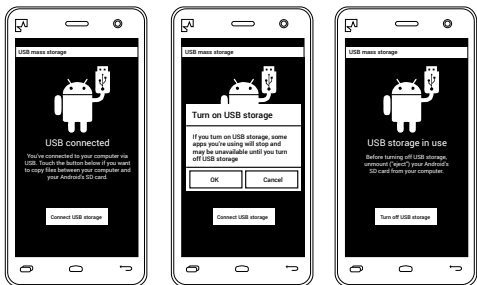 USB mass storage
USB connected
You've connected to your computer via
USB. Touch the button below if you want
to copy files between your computer and
your Android's SD card.
Connect USB storage
USB mass storage
Turn on USB storage
If you turn on USB storage, some
apps you're using will stop and
may be unavailable until you turn
off USB storage
OK
Cancel
Connect USB storage
USB mass storage
USB storage in use
Before turning off USB storage,
unmount ("eject") your Android's
SD card from your computer.
Turn off USB storage